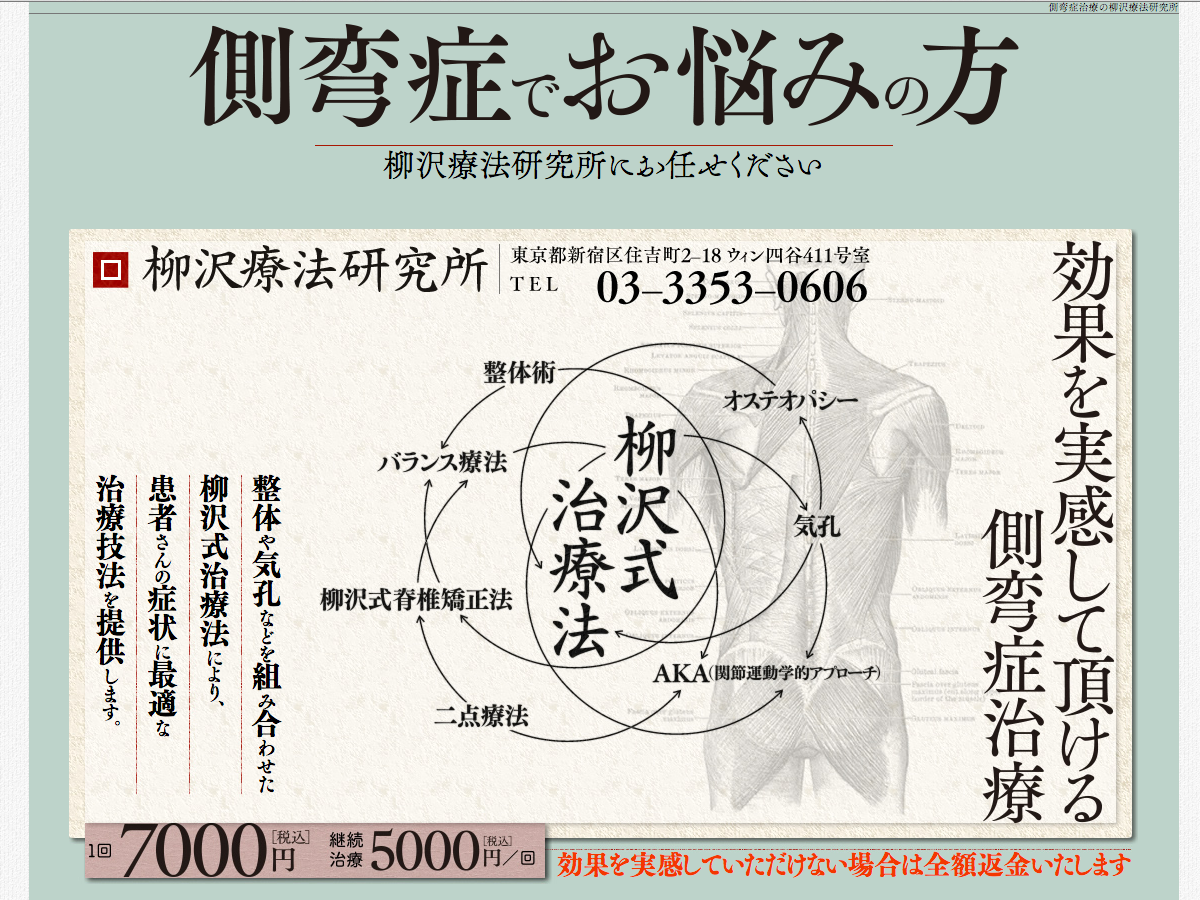 側弯症治療の柳沢療法研究所
側弯症でお悩みの方
柳沢療法研究所にお任せください
柳沢療法研究所
東京都新宿区住吉町2–18 ウィン四谷411号室
TEL 03–3353–0606
効果を実感して頂ける
側弯症治療
整体術
オステオパシー
バランス療法
柳沢式
治療法
気孔
柳沢式脊椎矯正法
AKA(関節運動学的アプローチ)
二点療法
整体や気孔などを組み合わせた
柳沢式治療法により、
患者さんの症状に最適な
治療技法を提供します。
1回 7000円[税込] 継続治療 5000円[税込]/回
効果を実感していただけない場合は全額返金いたします